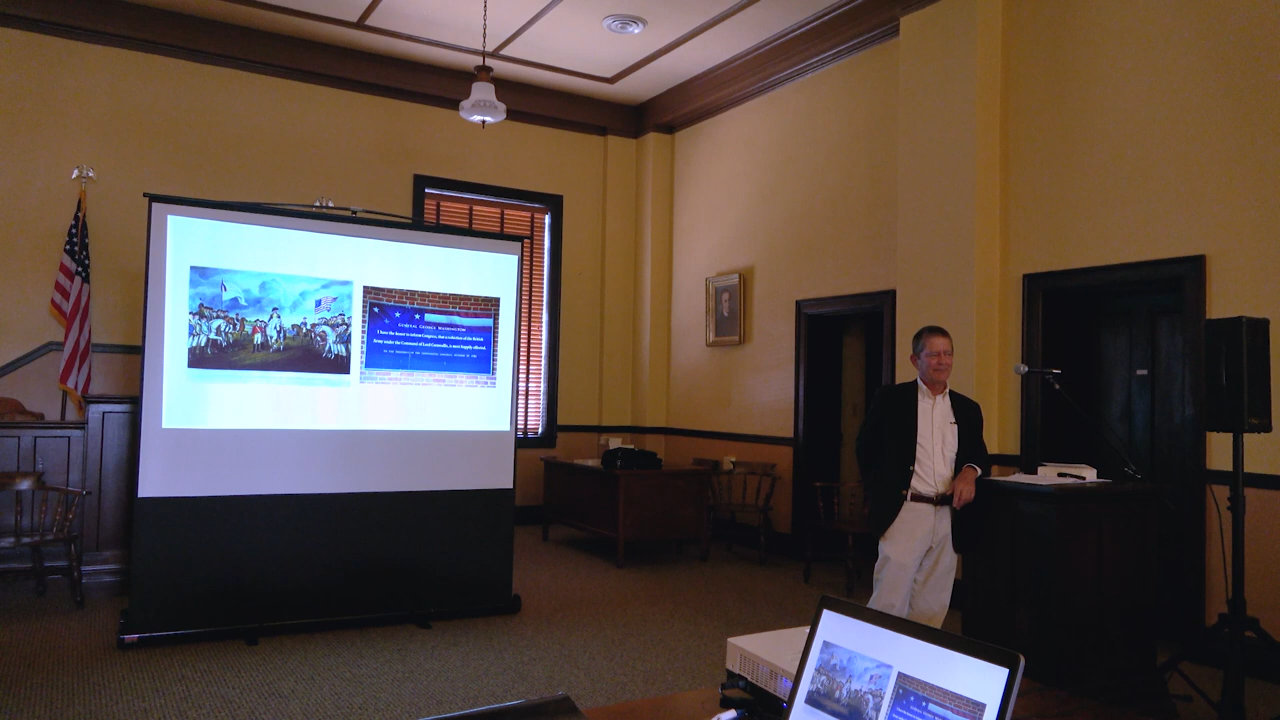 GENERAL GEORGE WASHINGTON
I have the honor to inform Congress, that a reduction of the British
Army under the Command of Lord Cornwallis, is most happily effected.